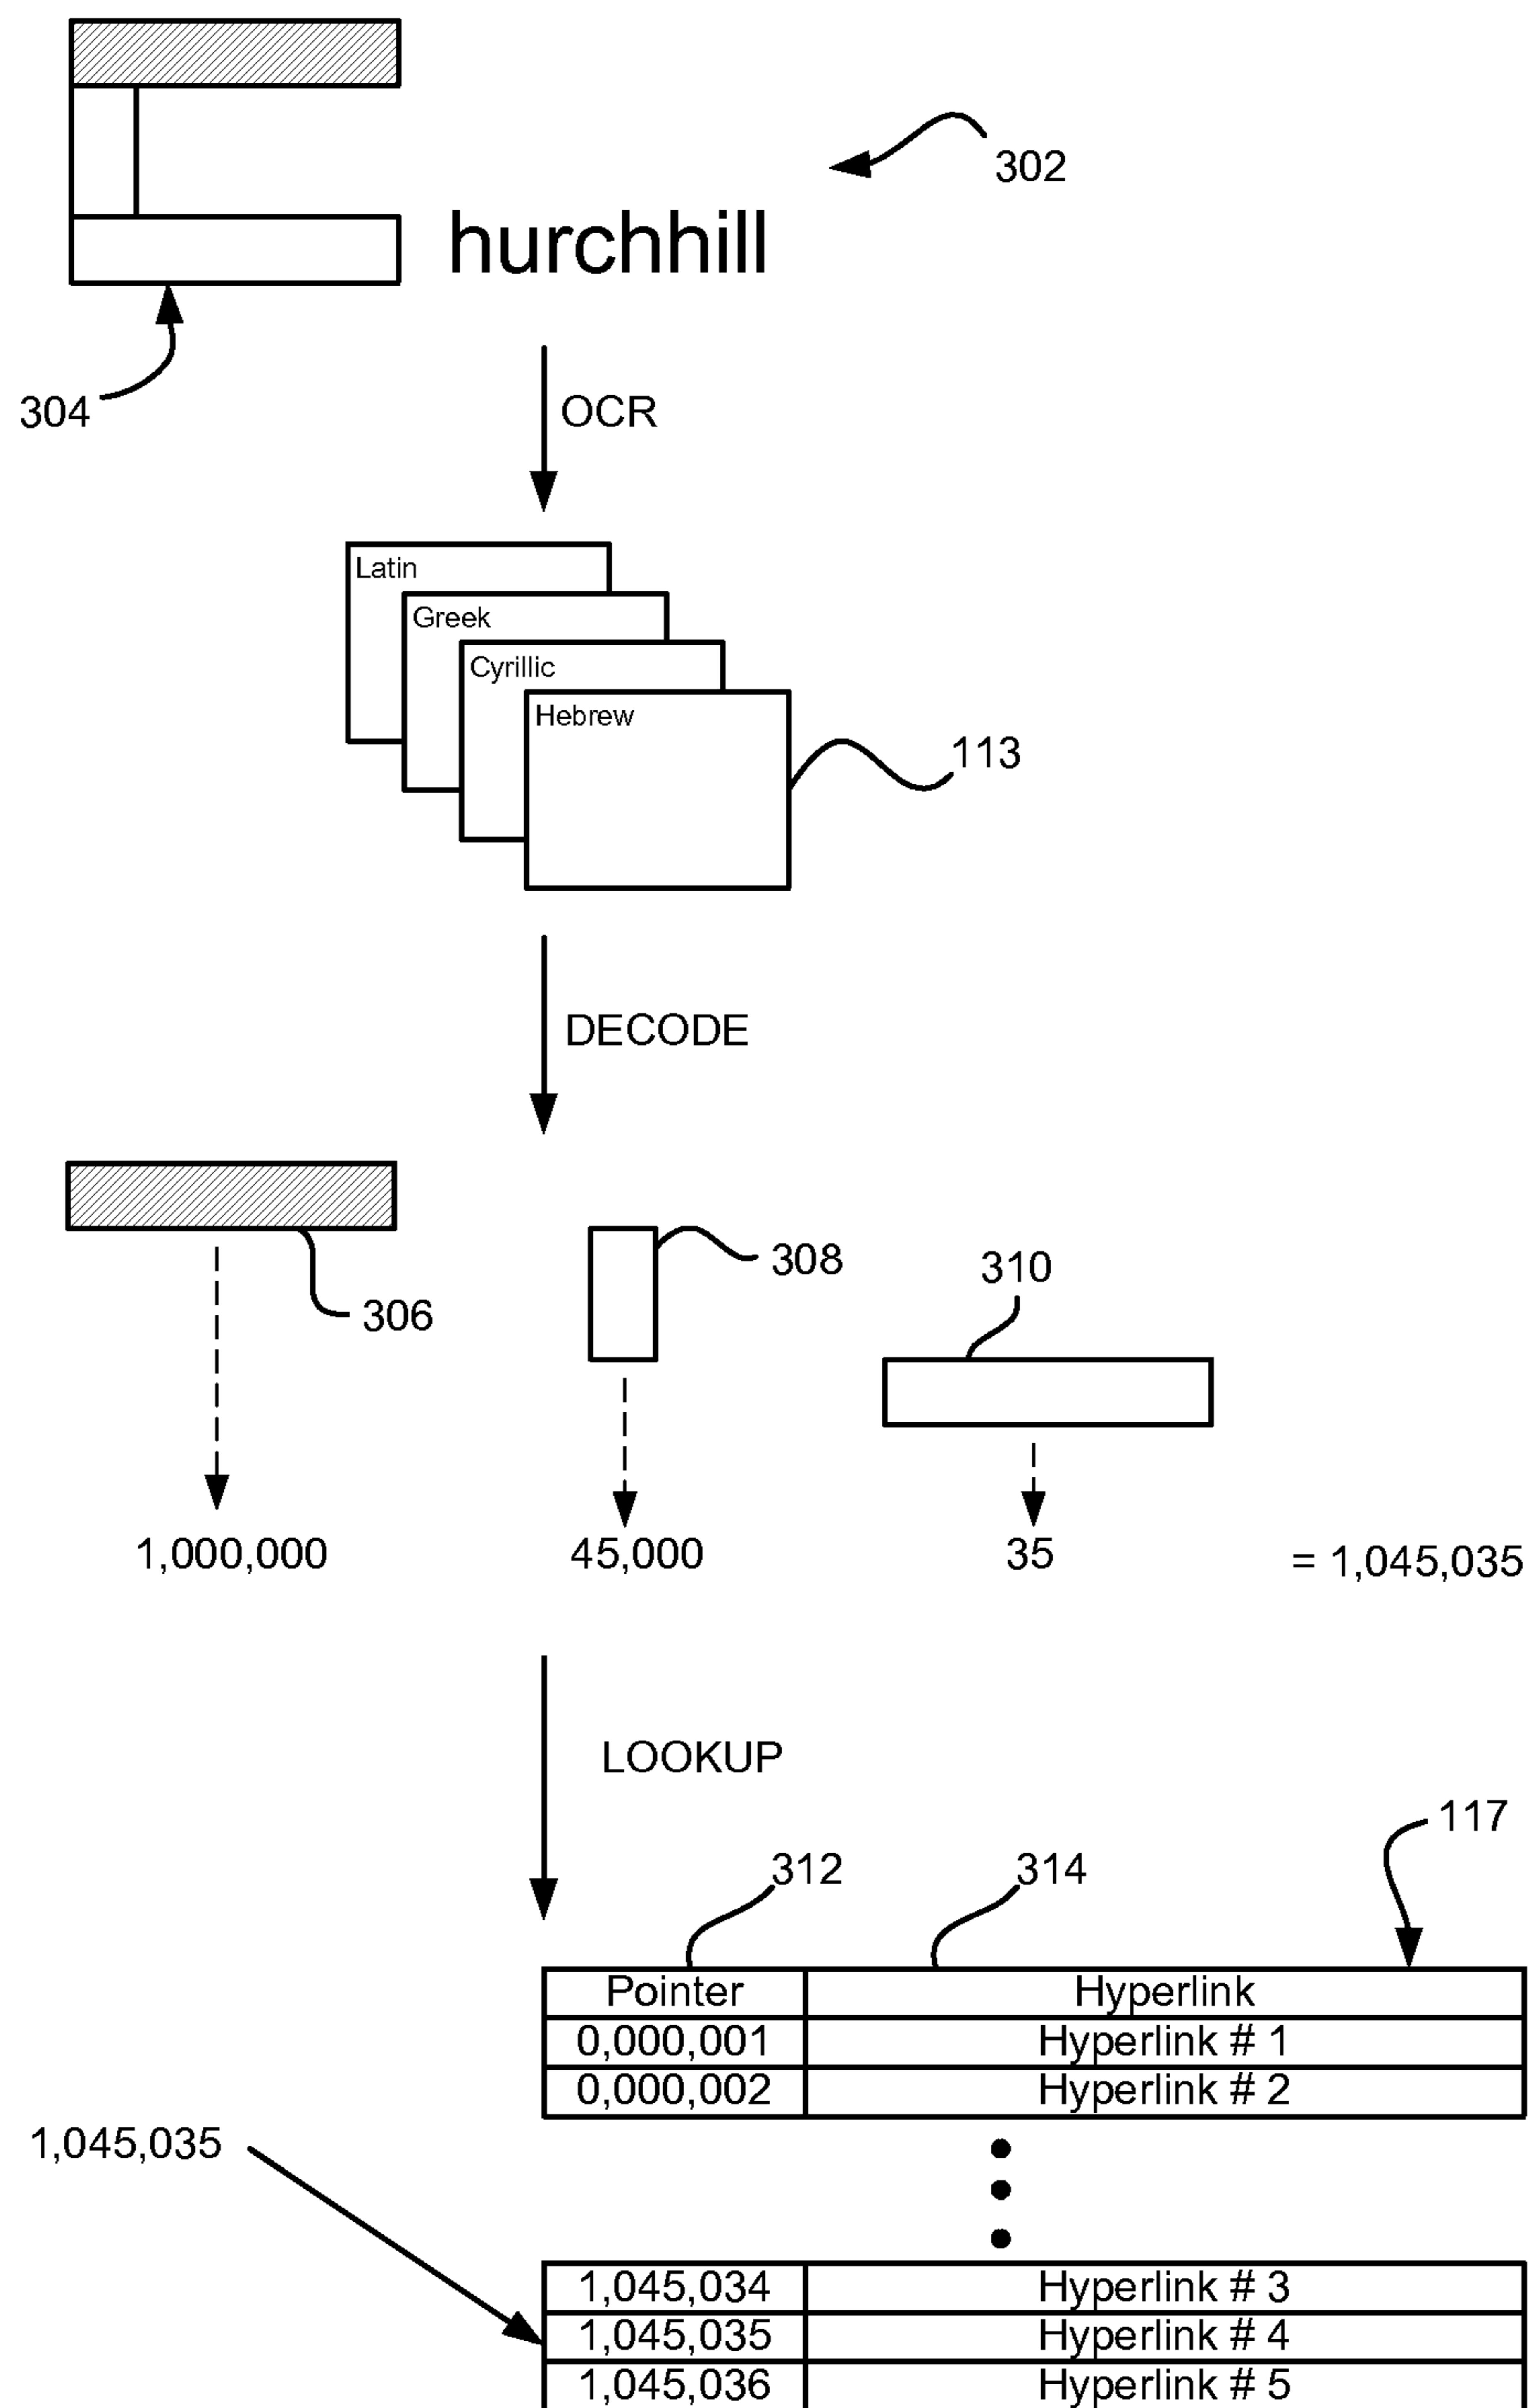 302
hurchhill
304
OCR
Latin
Greek
Cyrillic
Hebrew
113
DECODE
308
310
306
1,000,000 45,000 35 = 1,045,035
LOOKUP
117
312 314
Pointer Hyperlink
0,000,001 Hyperlink # 1
0,000,002 Hyperlink # 2
1,045,035
1,045,034 Hyperlink # 3
1,045,035 Hyperlink # 4
1,045,036 Hyperlink # 5